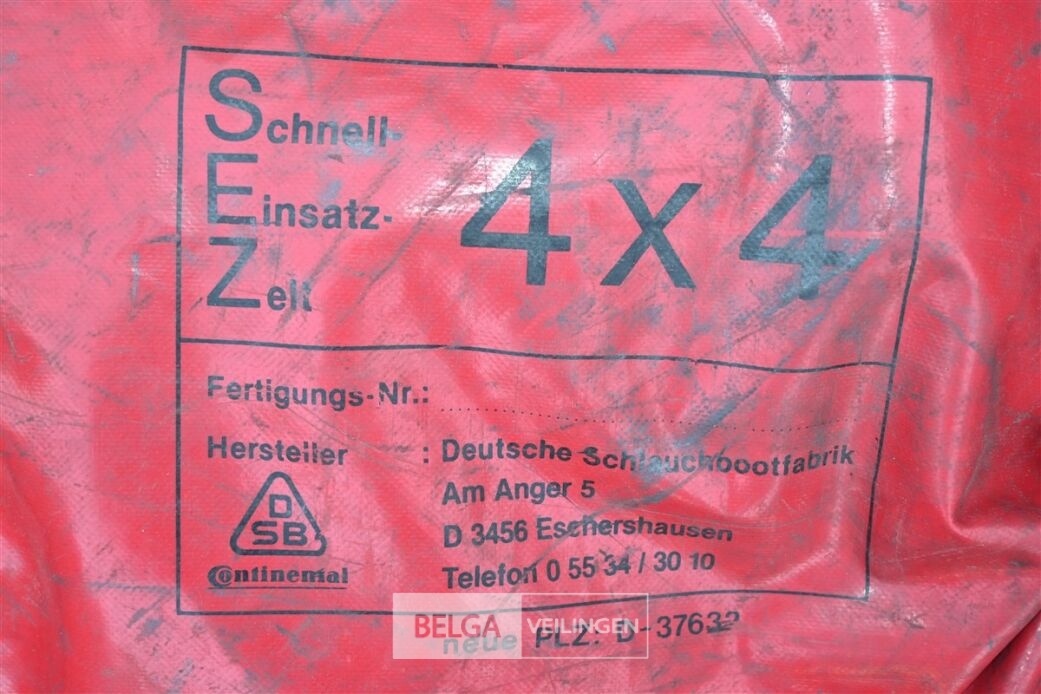 Schnell-
Einsatz-
Zelt
4 x 4
Fertigungs-Nr.:
Hersteller : Deutsche Schlauchbootfabrik
Am Anger 5
D 3456 Eschershausen
Telefon 0 55 34 / 30 10
DSB
Continental
neue PLZ: D-37632
BELGA VEILINGEN